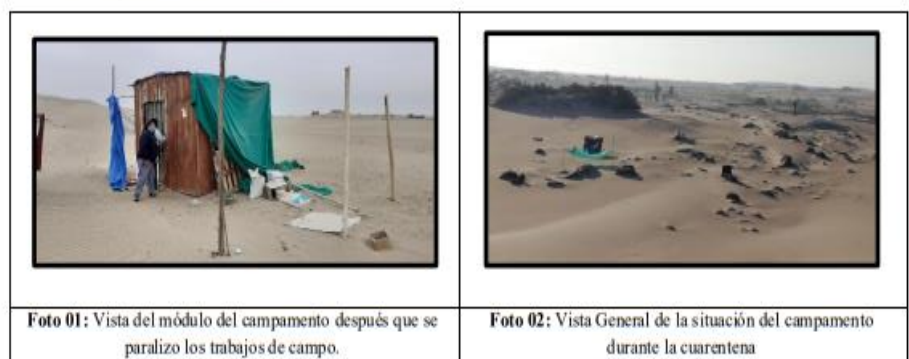 Foto 01: Vista del módulo del campamento después que se
paralizo los trabajos de campo.
Foto 02: Vista General de la situación del campamento
durante la cuarentena